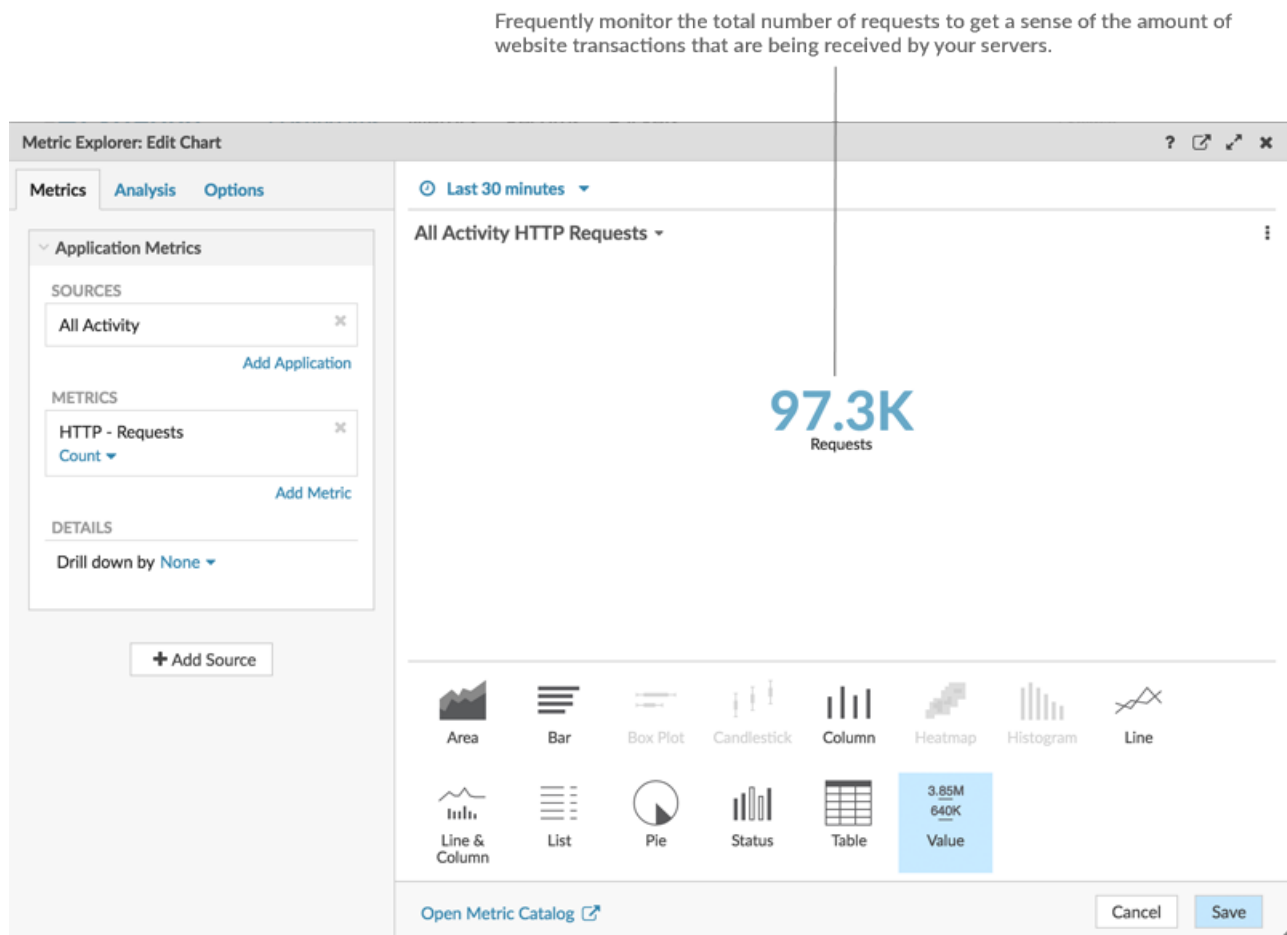 Frequently monitor the total number of requests to get a sense of the amount of
website transactions that are being received by your servers.
Metric Explorer: Edit Chart
?
Metrics
Analysis
Options
Last 30 minutes
Application Metrics
All Activity HTTP Requests
SOURCES
All Activity
Add Application
METRICS
HTTP - Requests
Count
Add Metric
DETAILS
Drill down by None
+ Add Source
97.3K
Requests
Area
Bar
Box Plot
Candlestick
Column
Heatmap
Histogram
Line
Line &
Column
List
Pie
Status
Table
3.85M
640K
Value
Open Metric Catalog
Cancel
Save